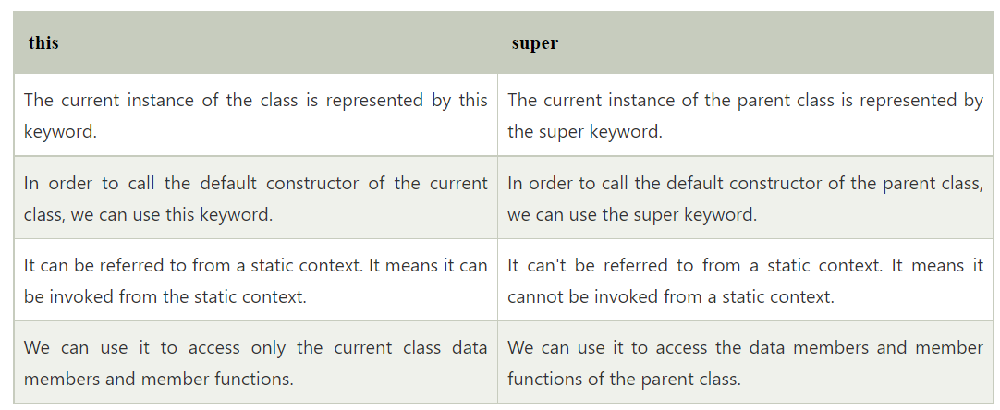 this
super
The current instance of the class is represented by this
keyword.
The current instance of the parent class is represented by
the super keyword.
In order to call the default constructor of the current
class, we can use this keyword.
In order to call the default constructor of the parent class,
we can use the super keyword.
It can be referred to from a static context. It means it can
be invoked from the static context.
It can't be referred to from a static context. It means it
cannot be invoked from a static context.
We can use it to access only the current class data
members and member functions.
We can use it to access the data members and member
functions of the parent class.